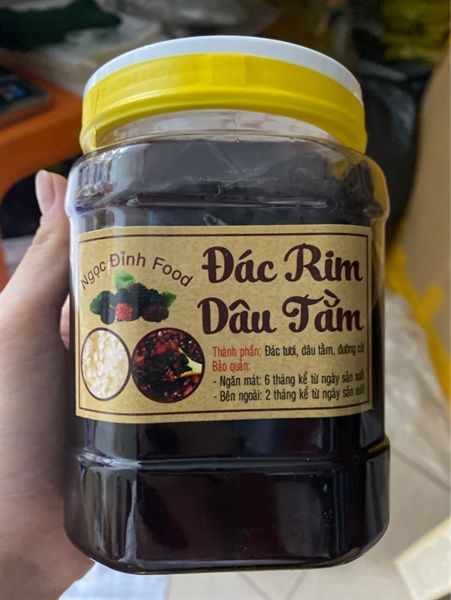 Ngọc Đỉnh Food
Đác Rim
Dâu Tằm
Thành phần: Đác tươi, dâu tằm, đường cát
Bảo quản:
- Ngăn mát: 6 tháng kể từ ngày sản xuất
- Bên ngoài: 2 tháng kể từ ngày sản xuất